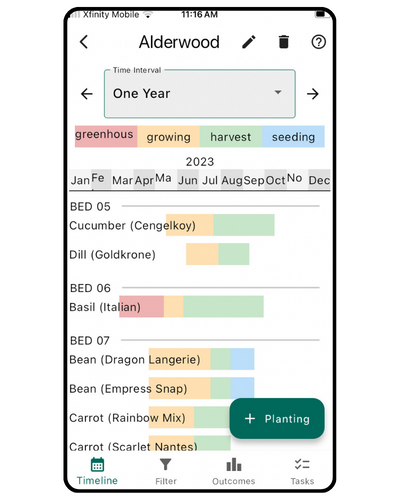 Xfinity Mobile 11:16 AM
Alderwood
Time Interval
One Year
greenhous growing harvest seeding
2023
Jan Fe Mar Apr Ma Jun Jul Aug Sep Oct No Dec
BED 05
Cucumber (Cengelkoy)
Dill (Goldkrone)
BED 06
Basil (Italian)
BED 07
Bean (Dragon Langerie)
Bean (Empress Snap)
Carrot (Rainbow Mix)
+ Planting
Carrot (Scarlet Nantes)
Timeline Filter Outcomes Tasks